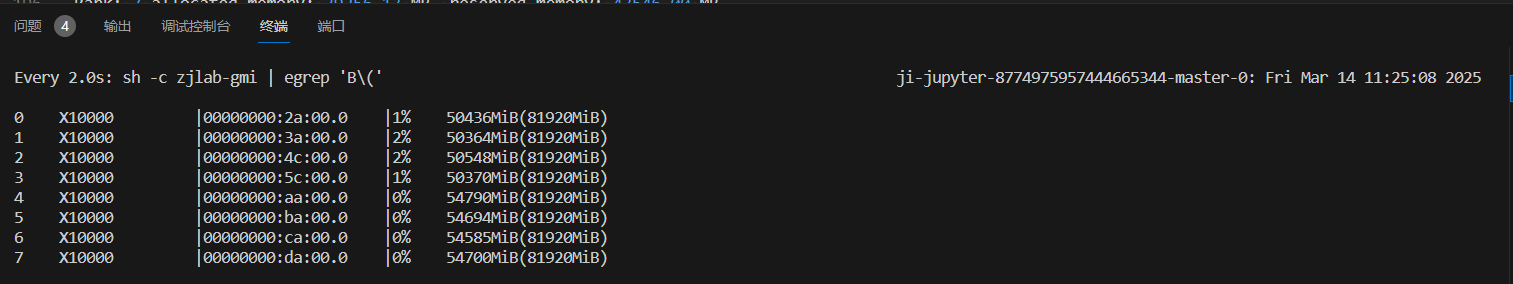 问题 4 输出 调试控制台 终端 端口
Every 2.0s: sh -c zjlab-gmi | egrep 'B\(' ji-jupyter-8774975957444665344-master-0: Fri Mar 14 11:25:08 2025
0 X10000 |00000000:2a:00.0 |1% 50436MiB(81920MiB)
1 X10000 |00000000:3a:00.0 |2% 50364MiB(81920MiB)
2 X10000 |00000000:4c:00.0 |2% 50548MiB(81920MiB)
3 X10000 |00000000:5c:00.0 |1% 50370MiB(81920MiB)
4 X10000 |00000000:aa:00.0 |0% 54790MiB(81920MiB)
5 X10000 |00000000:ba:00.0 |0% 54694MiB(81920MiB)
6 X10000 |00000000:ca:00.0 |0% 54585MiB(81920MiB)
7 X10000 |00000000:da:00.0 |0% 54700MiB(81920MiB)